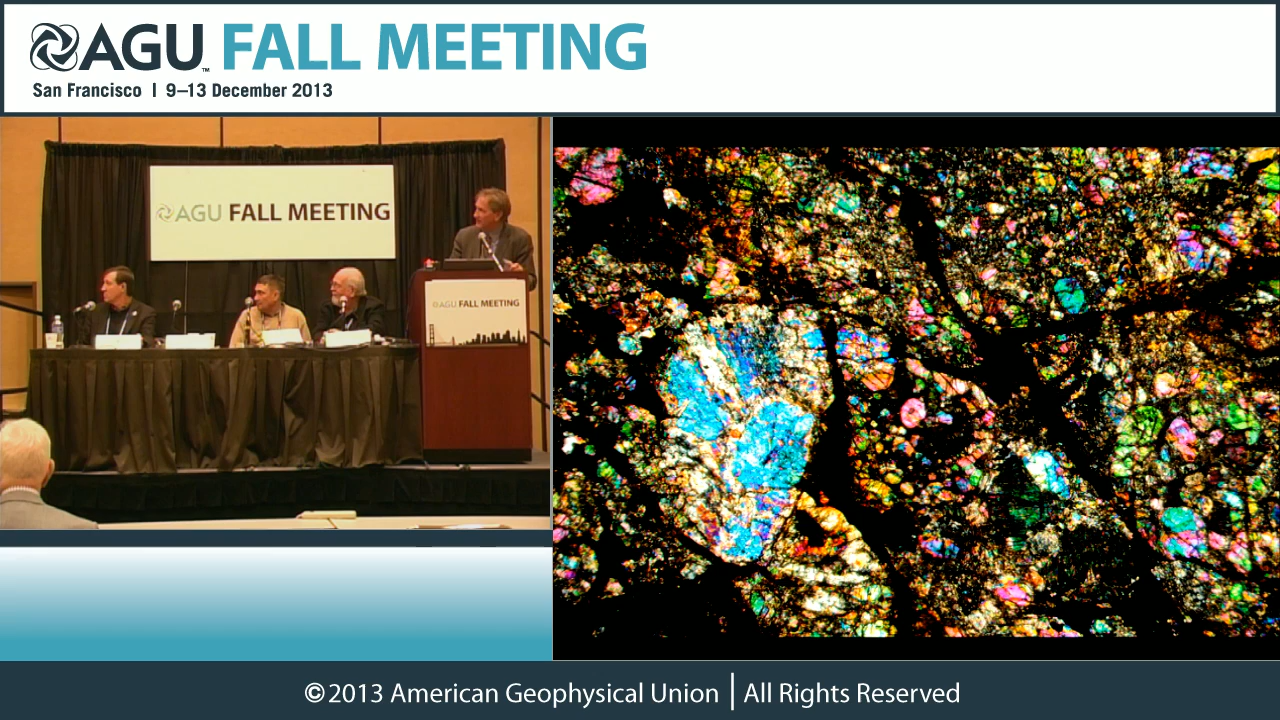 AGU™ FALL MEETING
San Francisco | 9–13 December 2013
AGU FALL MEETING
AGU FALL MEETING
©2013 American Geophysical Union | All Rights Reserved